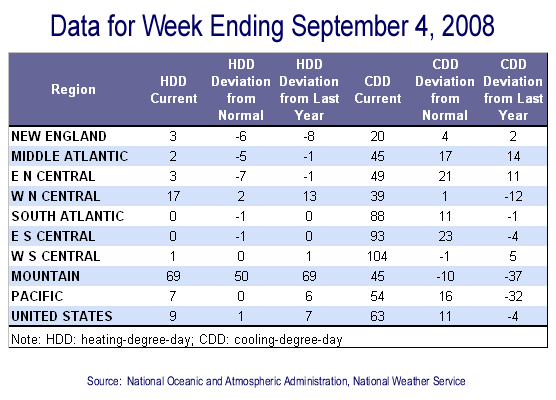 Data for Week Ending September 4, 2008
Region HDD Current HDD Deviation from Normal HDD Deviation from Last Year CDD Current CDD Deviation from Normal CDD Deviation from Last Year
NEW ENGLAND 3 -6 -8 20 4 2
MIDDLE ATLANTIC 2 -5 -1 45 17 14
E N CENTRAL 3 -7 -1 49 21 11
W N CENTRAL 17 2 13 39 1 -12
SOUTH ATLANTIC 0 -1 0 88 11 -1
E S CENTRAL 0 -1 0 93 23 -4
W S CENTRAL 1 0 1 104 -1 5
MOUNTAIN 69 50 69 45 -10 -37
PACIFIC 7 0 6 54 16 -32
UNITED STATES 9 1 7 63 11 -4
Note: HDD: heating-degree-day; CDD: cooling-degree-day
Source: National Oceanic and Atmospheric Administration, National Weather Service